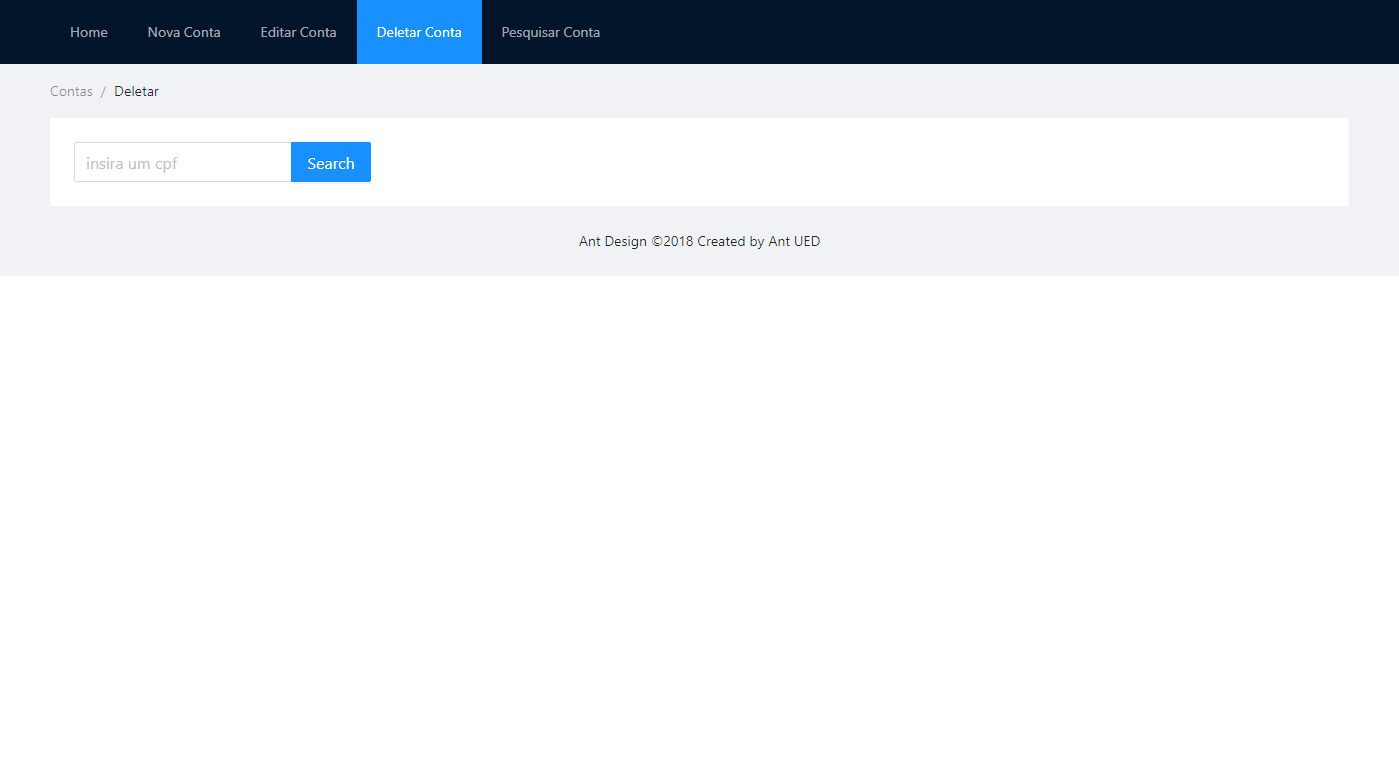 Home Nova Conta Editar Conta Deletar Conta Pesquisar Conta
Contas / Deletar
insira um cpf Search
Ant Design ©2018 Created by Ant UED